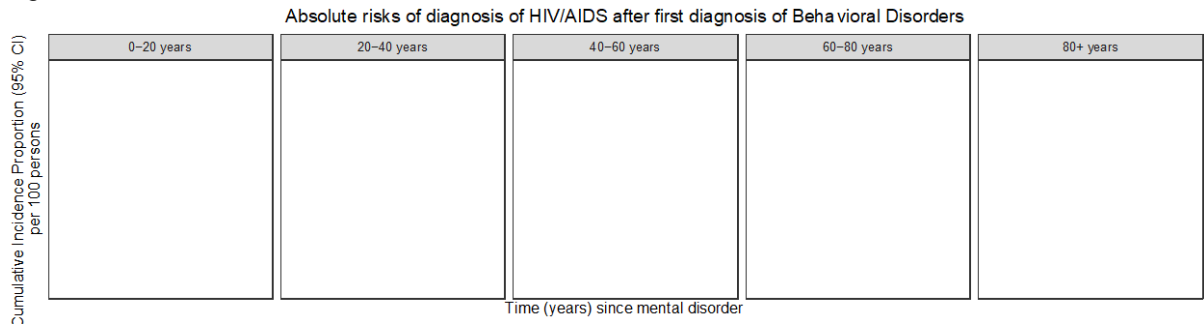 Absolute risks of diagnosis of HIV/AIDS after first diagnosis of Behavioral Disorders
0−20 years
20−40 years
40−60 years
60−80 years
80+ years
Cumulative Incidence Proportion (95% CI)
per 100 persons
Time (years) since mental disorder